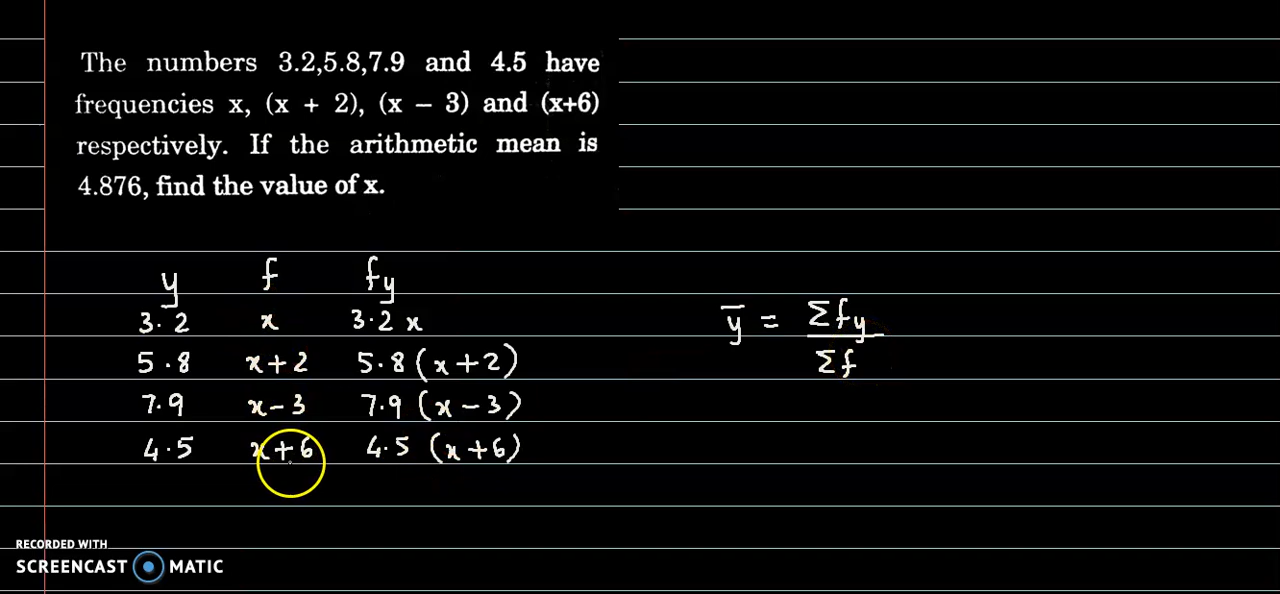 The numbers 3.2,5.8,7.9 and 4.5 have
frequencies x, (x + 2), (x – 3) and (x+6)
respectively. If the arithmetic mean is
4.876, find the value of x.
y f fy
3.2 x 3.2 x
5.8 x+2 5.8 (x+2)
7.9 x-3 7.9 (x-3)
4.5 x+6 4.5 (x+6)
ȳ = Σfy
Σf
RECORDED WITH
SCREENCAST MATIC